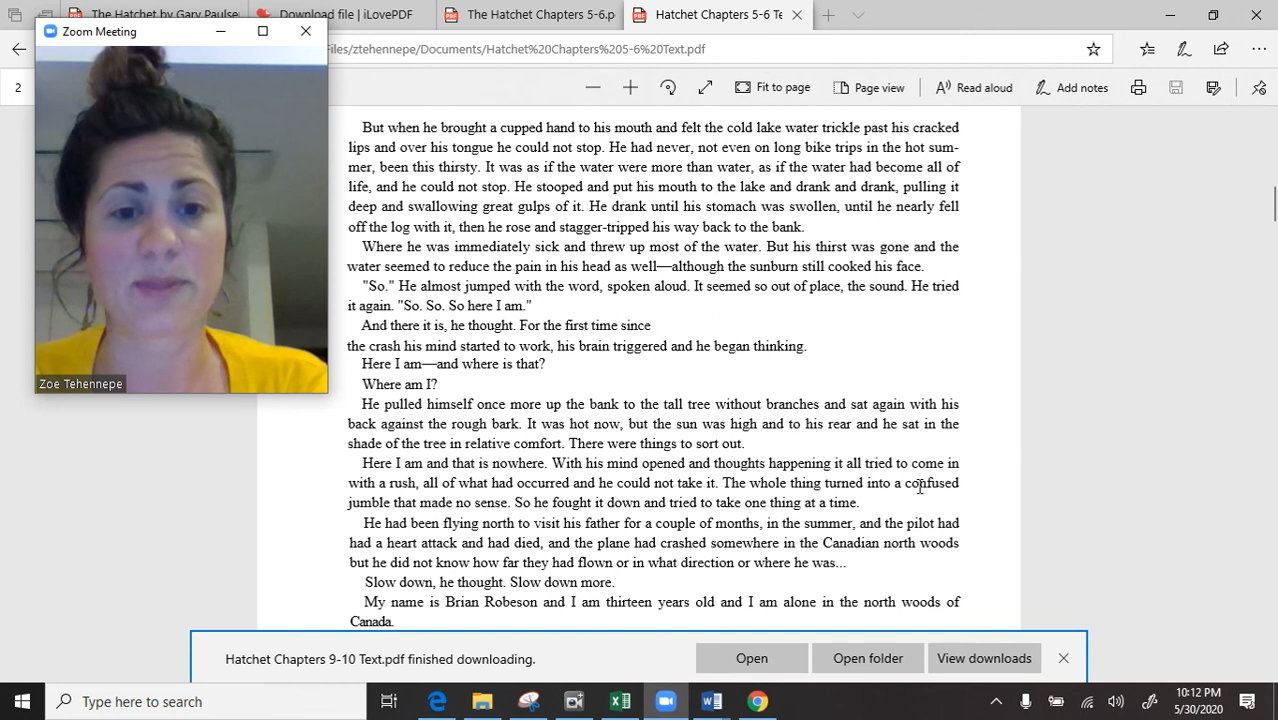 The Hatchet by Gary Paulse
Download file | iLovePDF
The Hatchet Chapters 5-6.p
Hatchet Chapters 5-6 Te
Zoom Meeting
Files/ztehennepe/Documents/Hatchet%20Chapters%205-6%20Text.pdf
2
Fit to page
Page view
Read aloud
Add notes
But when he brought a cupped hand to his mouth and felt the cold lake water trickle past his cracked
lips and over his tongue he could not stop. He had never, not even on long bike trips in the hot sum-
mer, been this thirsty. It was as if the water were more than water, as if the water had become all of
life, and he could not stop. He stooped and put his mouth to the lake and drank and drank, pulling it
deep and swallowing great gulps of it. He drank until his stomach was swollen, until he nearly fell
off the log with it, then he rose and stagger-tripped his way back to the bank.
Where he was immediately sick and threw up most of the water. But his thirst was gone and the
water seemed to reduce the pain in his head as well—although the sunburn still cooked his face.
"So." He almost jumped with the word, spoken aloud. It seemed so out of place, the sound. He tried
it again. "So. So. So here I am."
And there it is, he thought. For the first time since
the crash his mind started to work, his brain triggered and he began thinking.
Here I am—and where is that?
Where am I?
He pulled himself once more up the bank to the tall tree without branches and sat again with his
back against the rough bark. It was hot now, but the sun was high and to his rear and he sat in the
shade of the tree in relative comfort. There were things to sort out.
Here I am and that is nowhere. With his mind opened and thoughts happening it all tried to come in
with a rush, all of what had occurred and he could not take it. The whole thing turned into a confused
jumble that made no sense. So he fought it down and tried to take one thing at a time.
He had been flying north to visit his father for a couple of months, in the summer, and the pilot had
had a heart attack and had died, and the plane had crashed somewhere in the Canadian north woods
but he did not know how far they had flown or in what direction or where he was...
Slow down, he thought. Slow down more.
My name is Brian Robeson and I am thirteen years old and I am alone in the north woods of
Canada.
Zoe Tehennepe
Hatchet Chapters 9-10 Text.pdf finished downloading.
Open
Open folder
View downloads
Type here to search
10:12 PM
5/30/2020